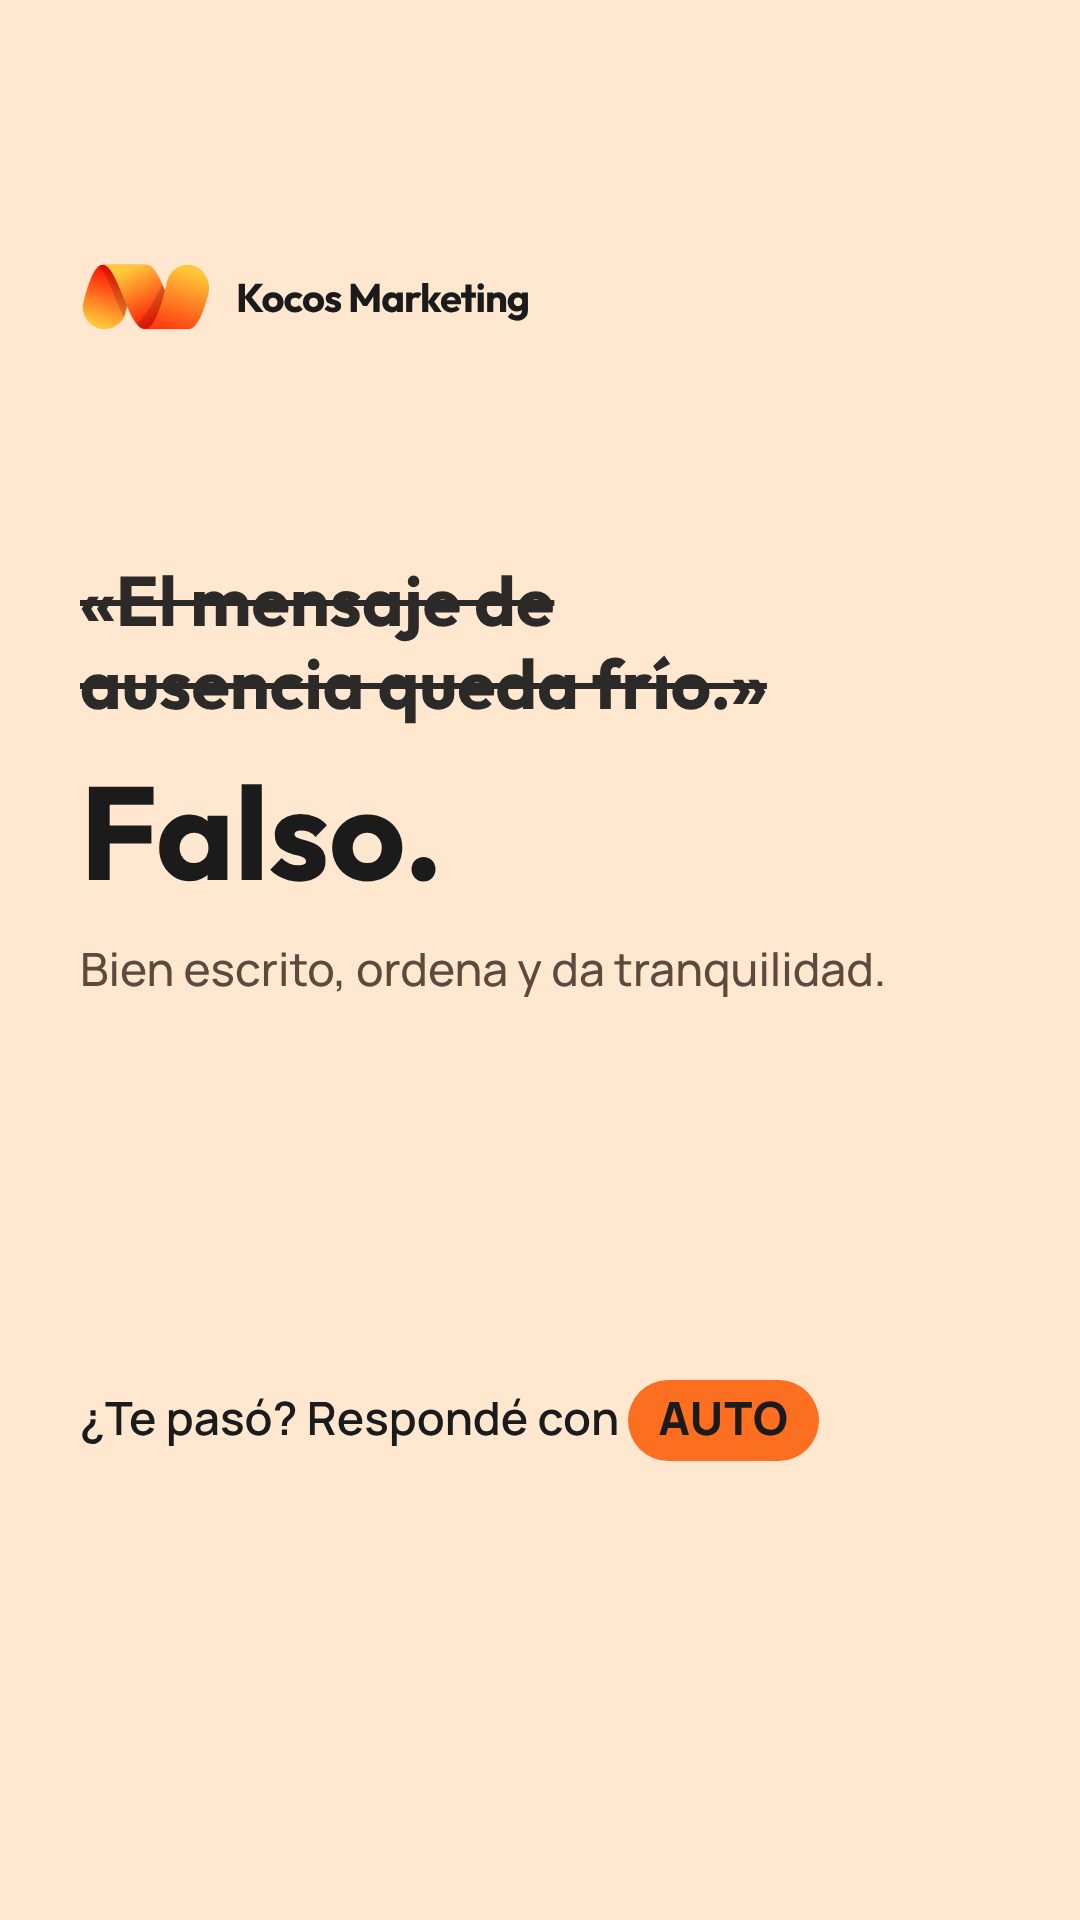 Kocos Marketing
«El mensaje de
ausencia queda frío.»
Falso.
Bien escrito, ordena y da tranquilidad.
¿Te pasó? Respondé con AUTO